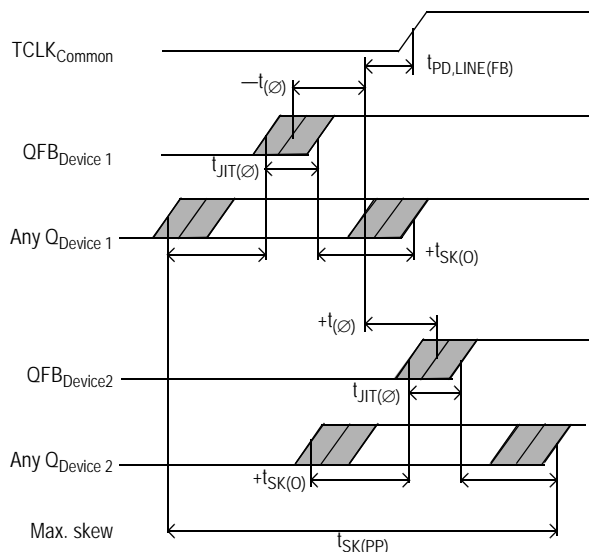 TCLKCommon
tPD,LINE(FB)
—t(∅)
QFBDevice 1
tJIT(∅)
Any QDevice 1
+tSK(O)
+t(∅)
QFBDevice2
tJIT(∅)
Any QDevice 2
+tSK(O)
Max. skew
tSK(PP)